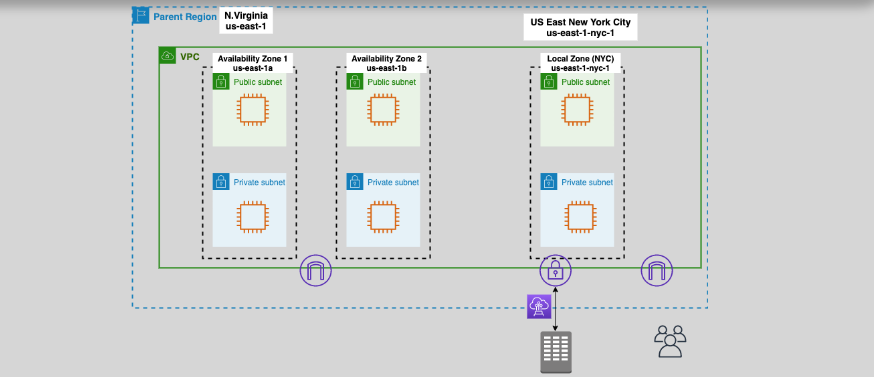 Parent Region
N.Virginia
us-east-1
US East New York City
us-east-1-nyc-1
VPC
Availability Zone 1
us-east-1a
Availability Zone 2
us-east-1b
Local Zone (NYC)
us-east-1-nyc-1
Public subnet
Public subnet
Public subnet
Private subnet
Private subnet
Private subnet